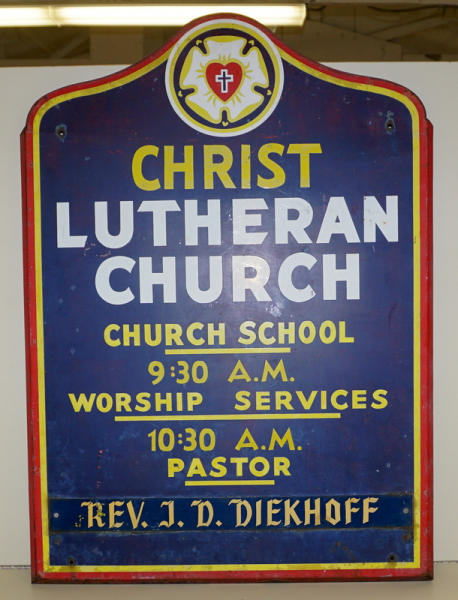 CHRIST
LUTHERAN
CHURCH
CHURCH SCHOOL
9:30 A.M.
WORSHIP SERVICES
10:30 A.M.
PASTOR
REV. J. D. DIEKHOFF